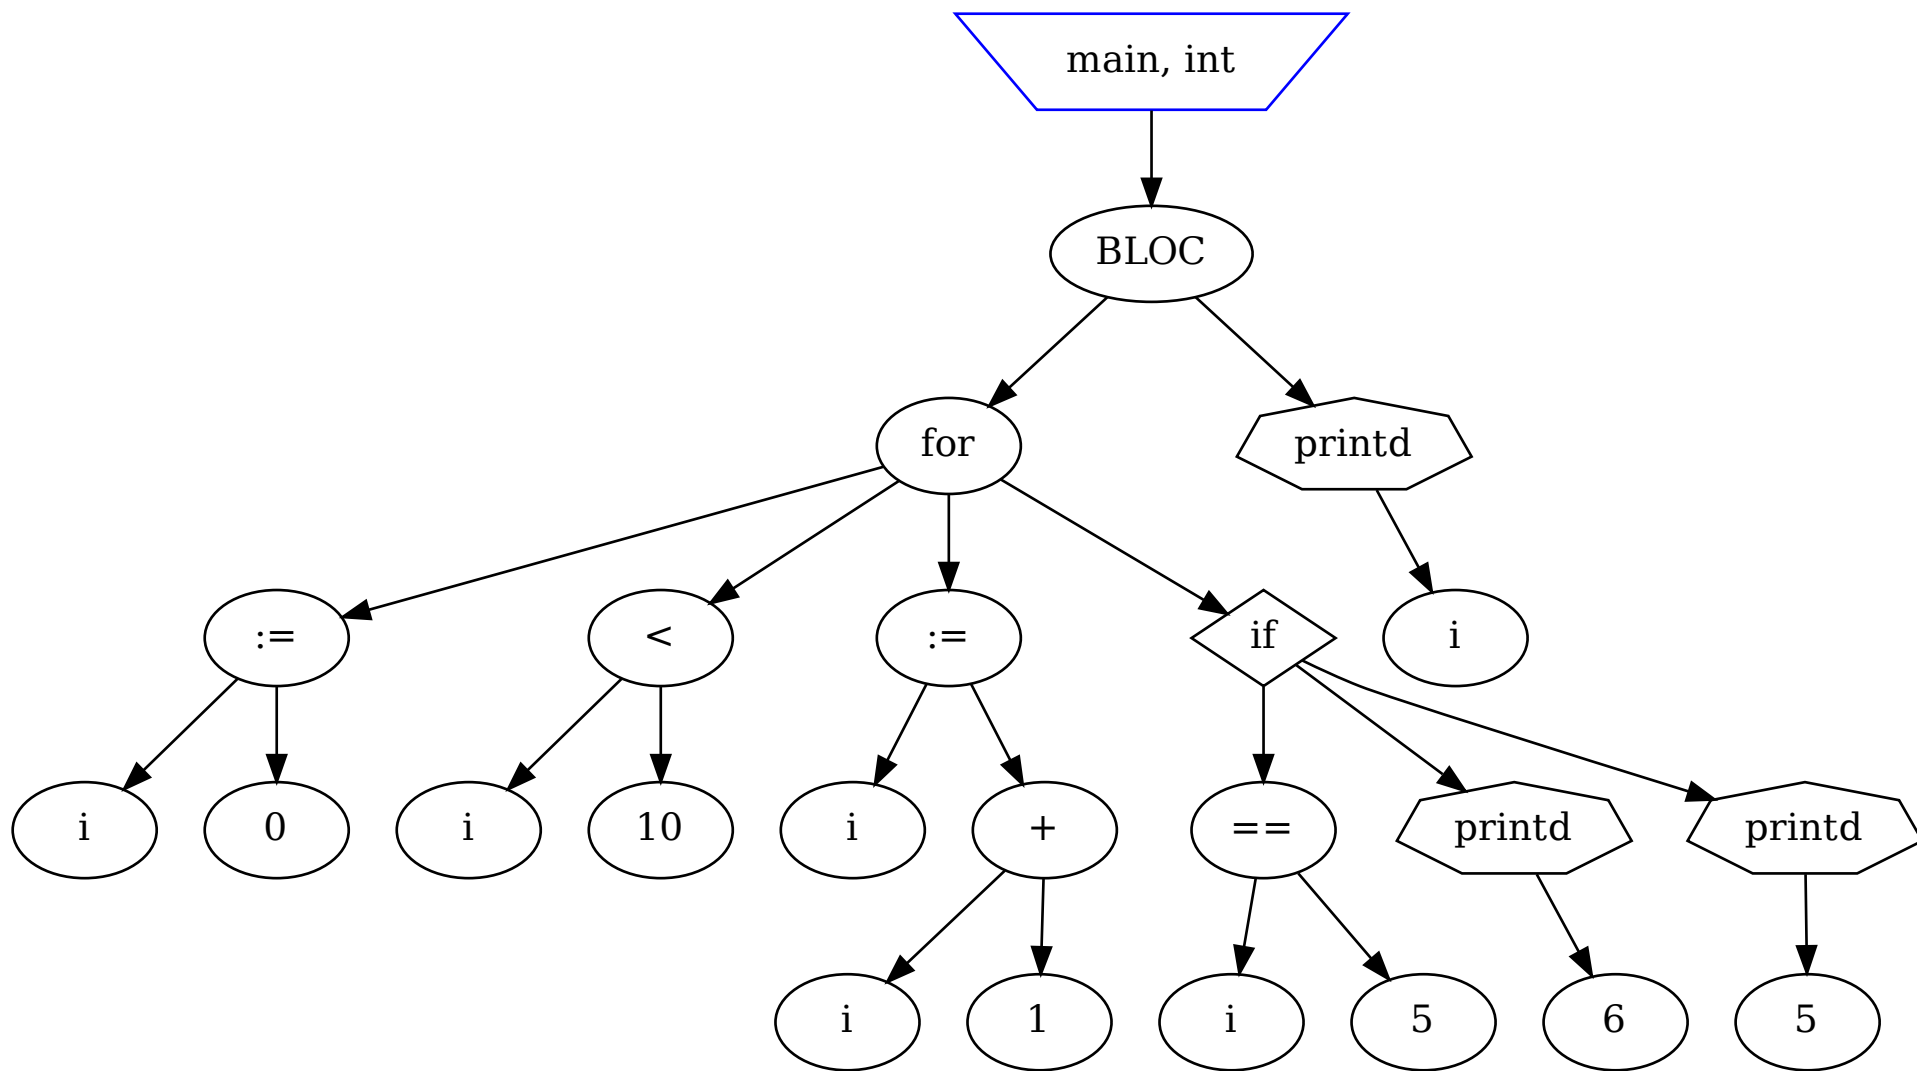 main, int
BLOC
for
printd
:=
<
:=
if
i
i
0
i
10
i
+
==
printd
printd
i
1
i
5
6
5